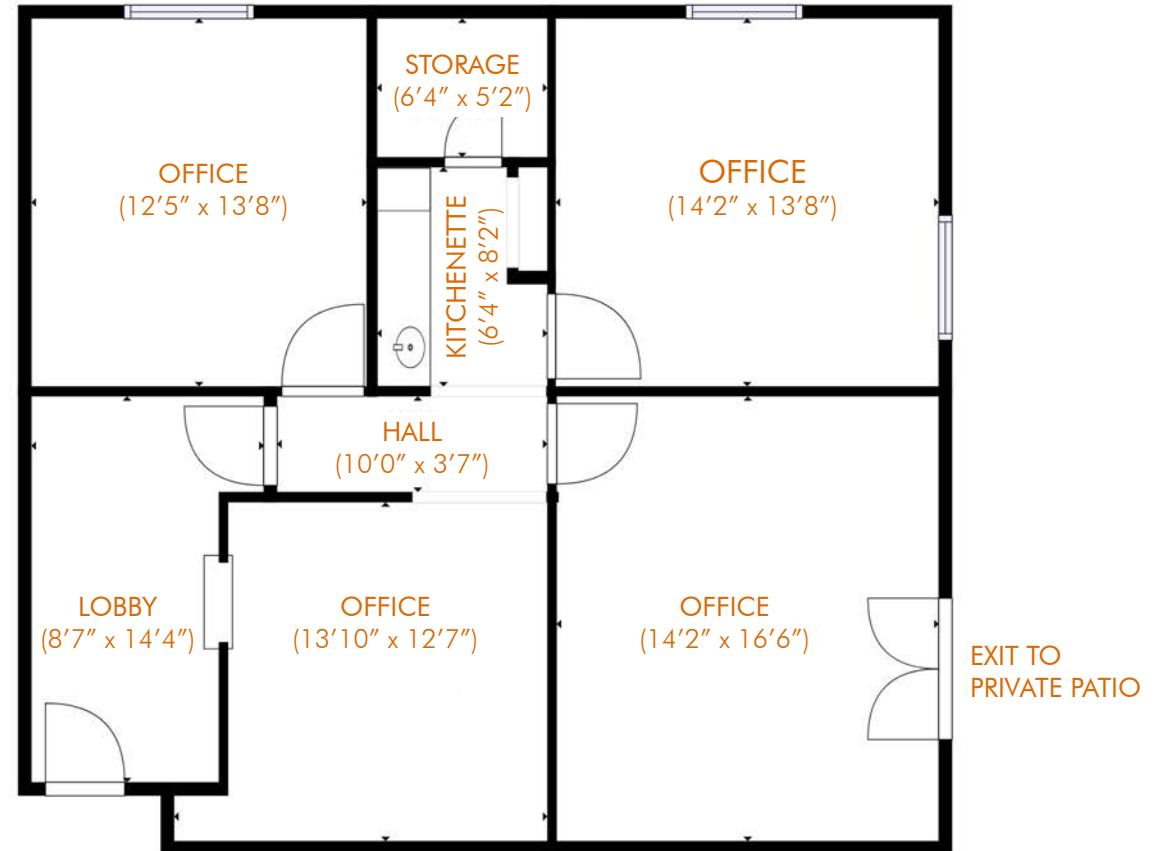 STORAGE
(6’4” x 5’2”)
OFFICE
(12’5” x 13’8”)
OFFICE
(14’2” x 13’8”)
KITCHENETTE
(6’4” x 8’2”)
HALL
(10’0” x 3’7”)
LOBBY
(8’7” x 14’4”)
OFFICE
(13’10” x 12’7”)
OFFICE
(14’2” x 16’6”)
EXIT TO
PRIVATE PATIO